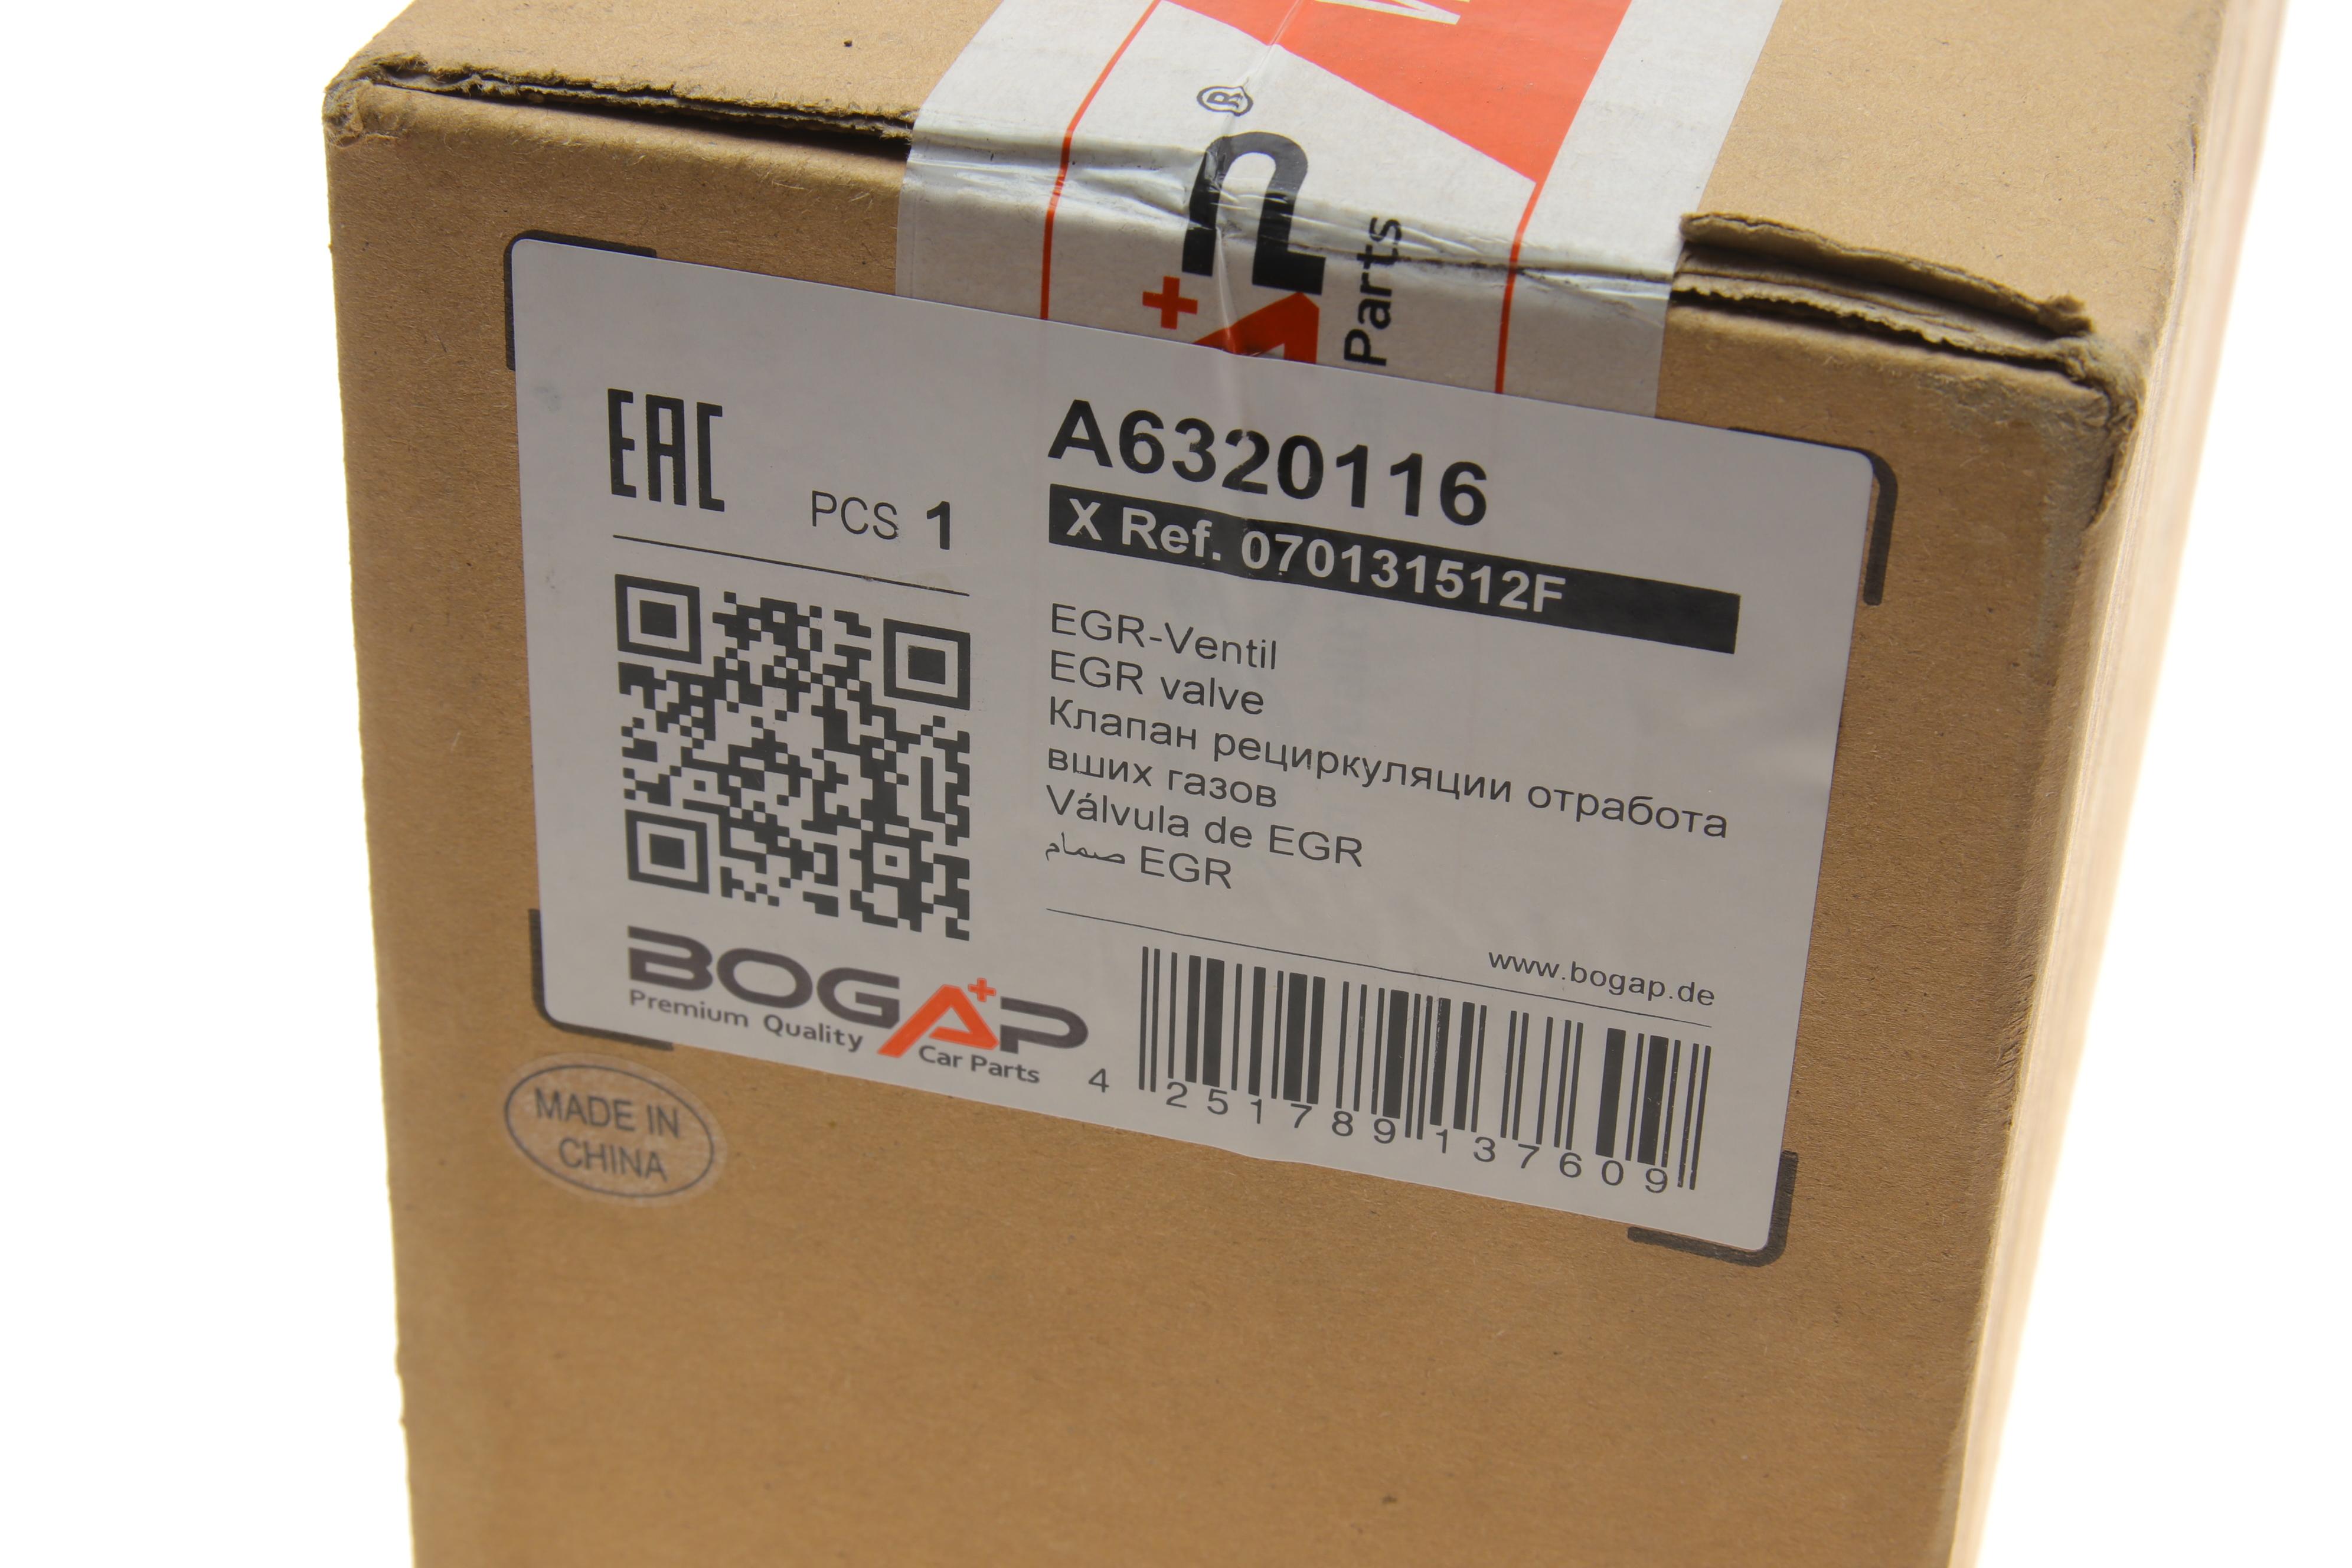 ®
AP
Parts
EAC
PCS 1
A6320116
X Ref. 070131512F
EGR-Ventil
EGR valve
Клапан рециркуляции отработа
вших газов
Válvula de EGR
صمام EGR
www.bogap.de
BOGAP
Premium Quality
Car Parts
4 251789 137609
MADE IN
CHINA